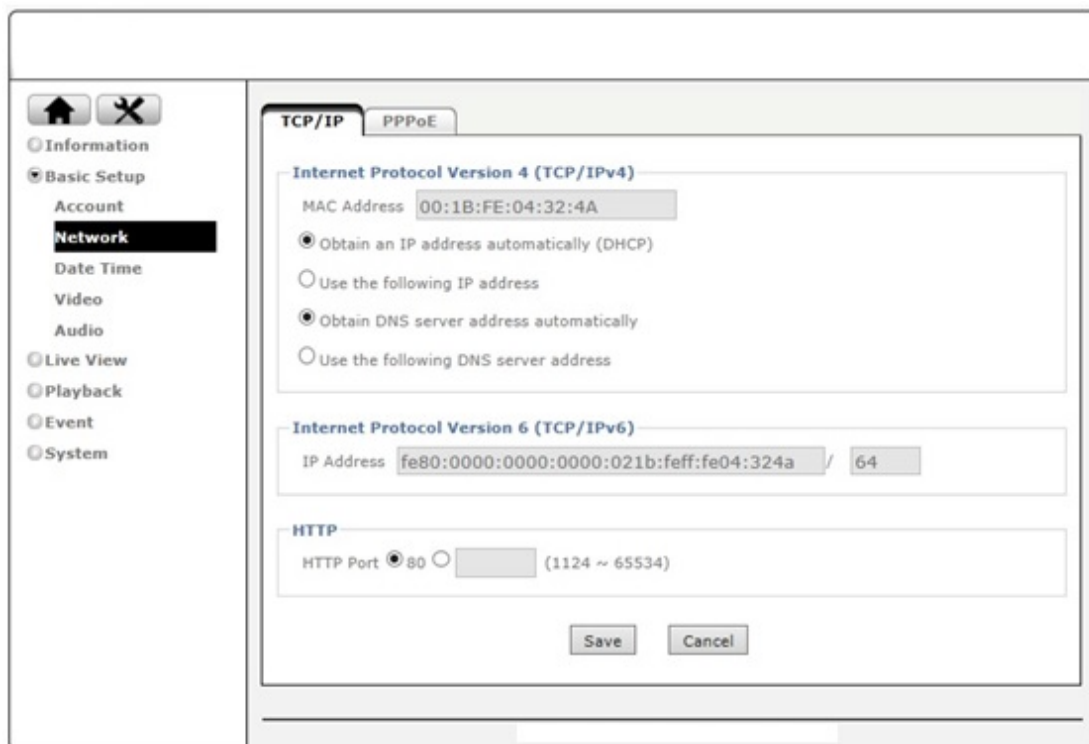 Information
Basic Setup
Account
Network
Date Time
Video
Audio
Live View
Playback
Event
System
TCP/IP PPPoE
Internet Protocol Version 4 (TCP/IPv4)
MAC Address 00:1B:FE:04:32:4A
Obtain an IP address automatically (DHCP)
Use the following IP address
Obtain DNS server address automatically
Use the following DNS server address
Internet Protocol Version 6 (TCP/IPv6)
IP Address fe80:0000:0000:0000:021b:feff:fe04:324a / 64
HTTP
HTTP Port 80 (1124 ~ 65534)
Save Cancel